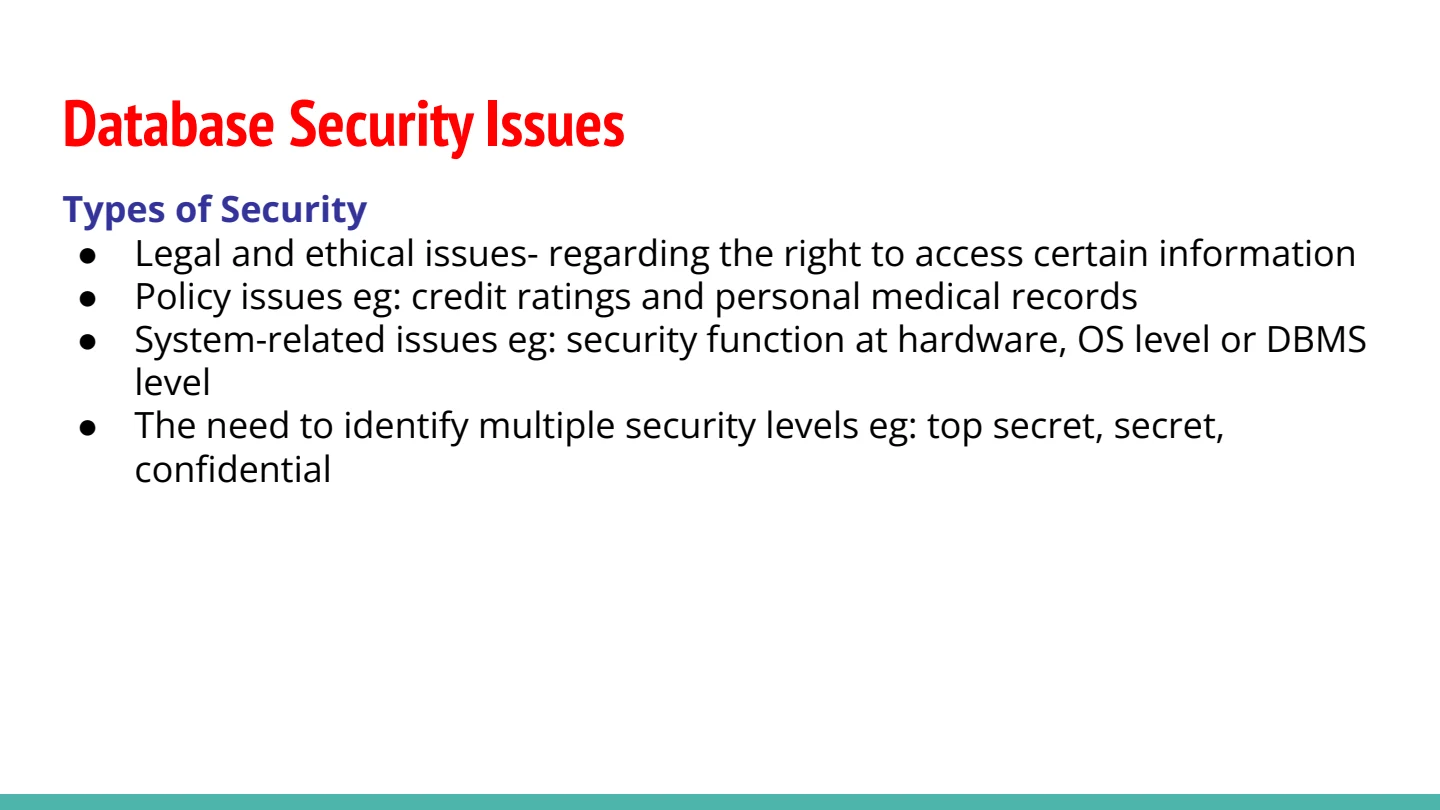 Database Security Issues
Types of Security
● Legal and ethical issues- regarding the right to access certain information
● Policy issues eg: credit ratings and personal medical records
● System-related issues eg: security function at hardware, OS level or DBMS
level
● The need to identify multiple security levels eg: top secret, secret,
confidential